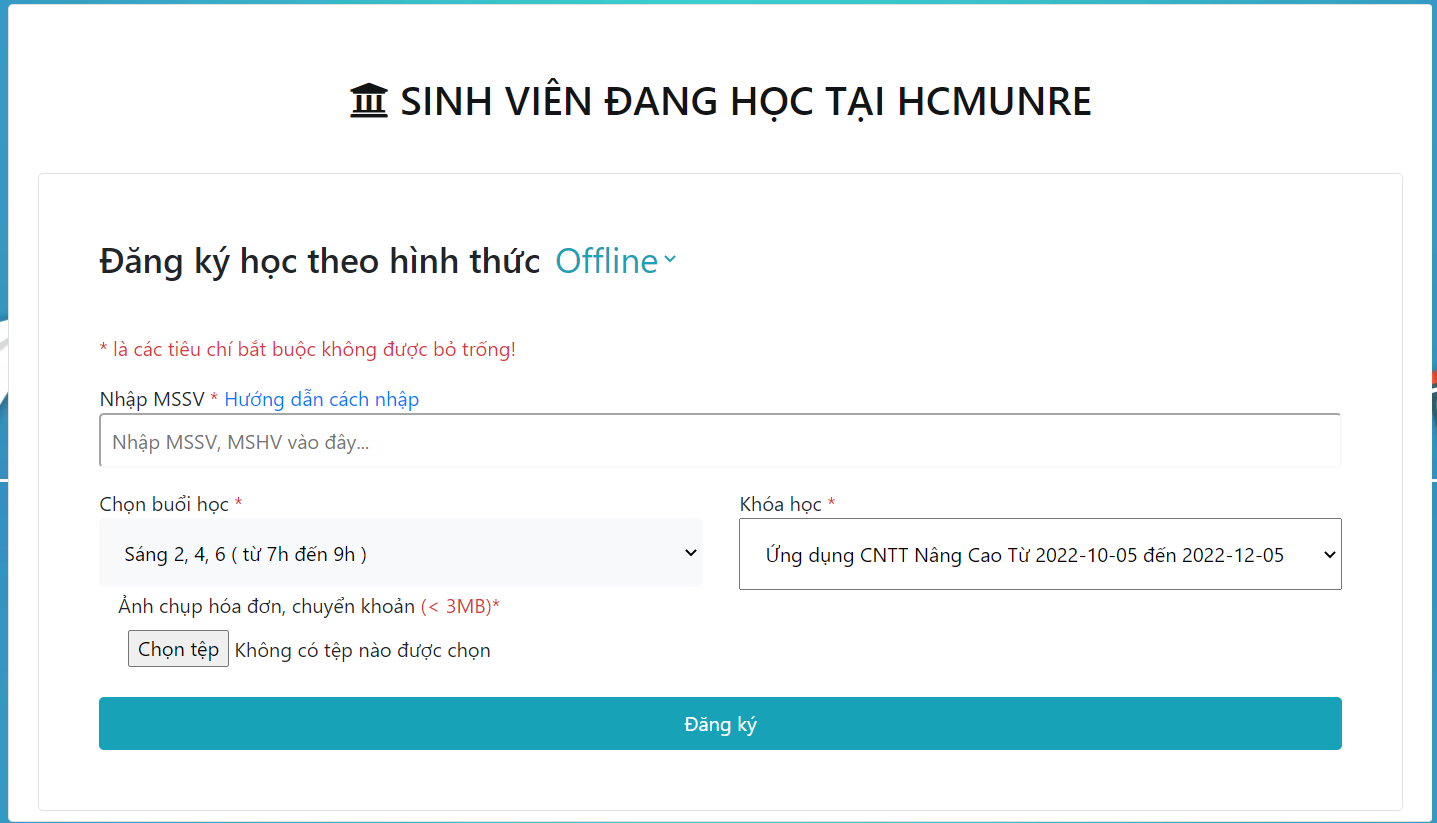 SINH VIÊN ĐANG HỌC TẠI HCMUNRE
Đăng ký học theo hình thức Offline
* là các tiêu chí bắt buộc không được bỏ trống!
Nhập MSSV * Hướng dẫn cách nhập
Nhập MSSV, MSHV vào đây...
Chọn buổi học *
Khóa học *
Sáng 2, 4, 6 ( từ 7h đến 9h )
Ứng dụng CNTT Nâng Cao Từ 2022-10-05 đến 2022-12-05
Ảnh chụp hóa đơn, chuyển khoản (< 3MB)*
Chọn tệp Không có tệp nào được chọn
Đăng ký